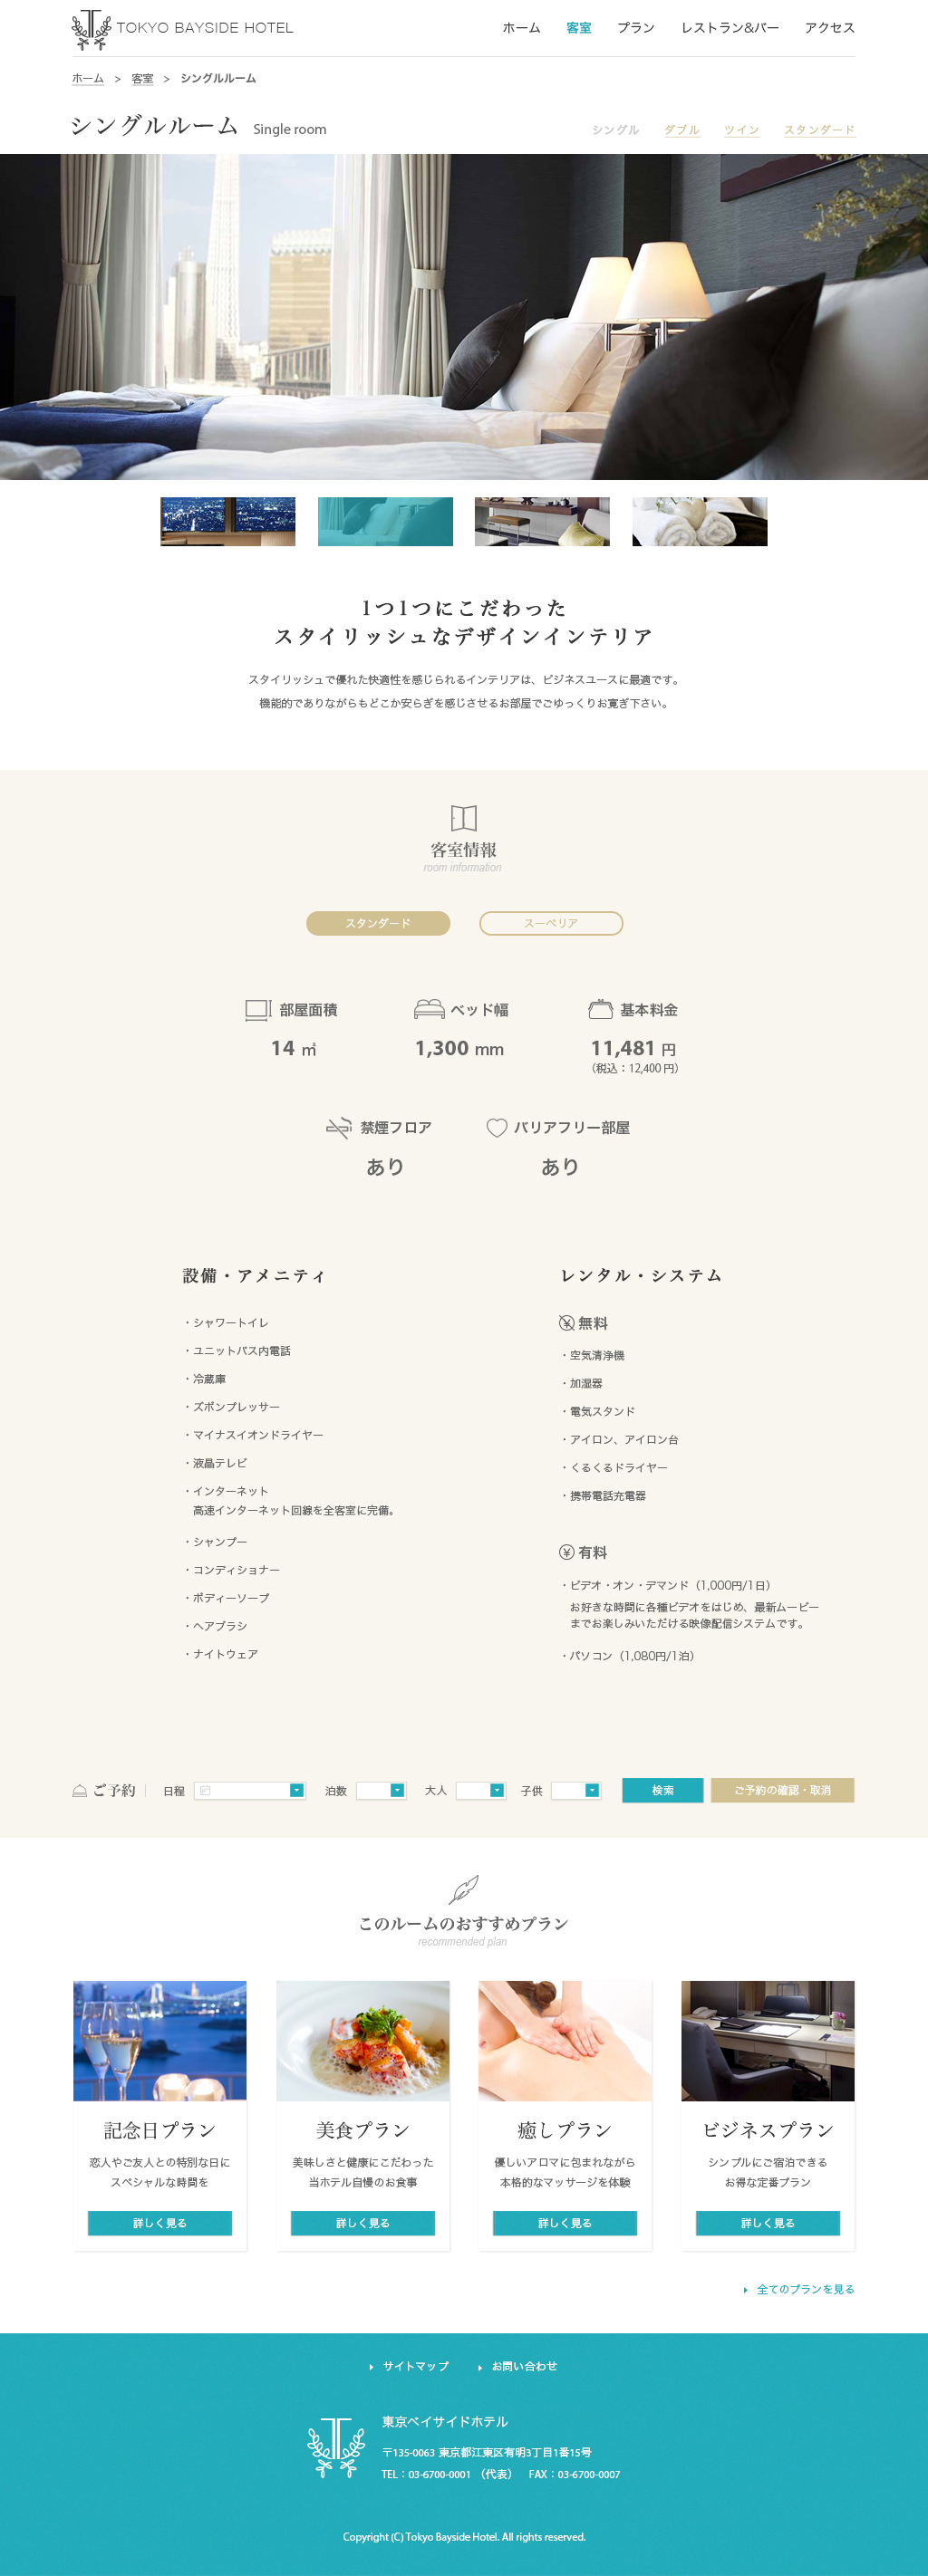 TOKYO BAYSIDE HOTEL
ホーム 客室 プラン レストラン&バー アクセス
ホーム > 客室 > シングルルーム
シングルルーム Single room
シングル ダブル ツイン スタンダード
1つ1つにこだわった
スタイリッシュなデザインインテリア
スタイリッシュで優れた快適性を感じられるインテリアは、ビジネスユースに最適です。
機能的でありながらもどこか安らぎを感じさせるお部屋でごゆっくりお寛ぎ下さい。
客室情報
room information
スタンダード スーペリア
部屋面積 ベッド幅 基本料金
14 ㎡ 1,300 mm 11,481 円
（税込：12,400 円）
禁煙フロア バリアフリー部屋
あり あり
設備・アメニティ
・シャワートイレ
・ユニットバス内電話
・冷蔵庫
・ズボンプレッサー
・マイナスイオンドライヤー
・液晶テレビ
・インターネット
高速インターネット回線を全客室に完備。
・シャンプー
・コンディショナー
・ボディーソープ
・ヘアブラシ
・ナイトウェア
レンタル・システム
無料
・空気清浄機
・加湿器
・電気スタンド
・アイロン、アイロン台
・くるくるドライヤー
・携帯電話充電器
有料
・ビデオ・オン・デマンド（1,000円/1日）
お好きな時間に各種ビデオをはじめ、最新ムービー
までお楽しみいただける映像配信システムです。
・パソコン（1,080円/1泊）
ご予約 日程 泊数 大人 子供 検索 ご予約の確認・取消
このルームのおすすめプラン
recommended plan
記念日プラン
恋人やご友人との特別な日に
スペシャルな時間を
詳しく見る
美食プラン
美味しさと健康にこだわった
当ホテル自慢のお食事
詳しく見る
癒しプラン
優しいアロマに包まれながら
本格的なマッサージを体験
詳しく見る
ビジネスプラン
シンプルにご宿泊できる
お得な定番プラン
詳しく見る
全てのプランを見る
サイトマップ お問い合わせ
東京ベイサイドホテル
〒135-0063 東京都江東区有明3丁目1番15号
TEL：03-6700-0001 （代表） FAX：03-6700-0007
Copyright (C) Tokyo Bayside Hotel. All rights reserved.